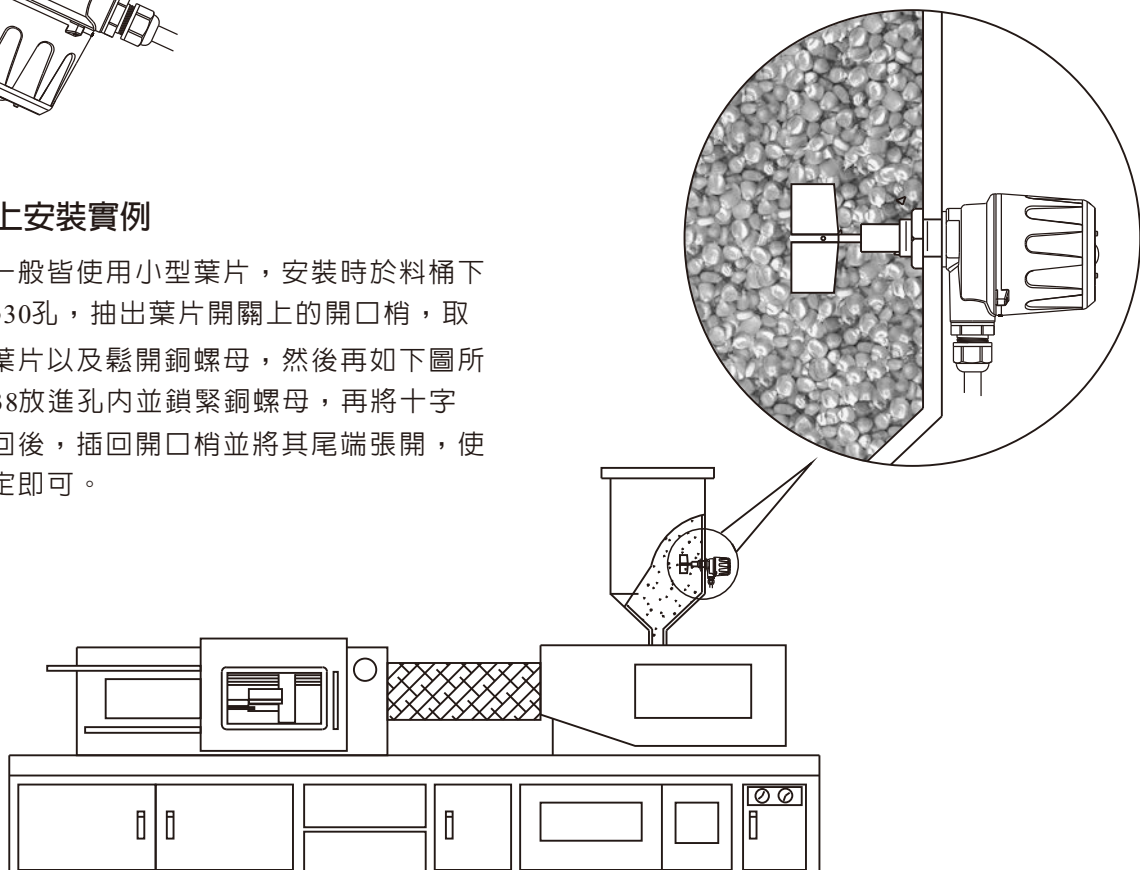 上安裝實例
一般皆使用小型葉片，安裝時於料桶下
30孔，抽出葉片開關上的開口梢，取
葉片以及鬆開銅螺母，然後再如下圖所
38放進孔內並鎖緊銅螺母，再將十字
回後，插回開口梢並將其尾端張開，使
定即可。